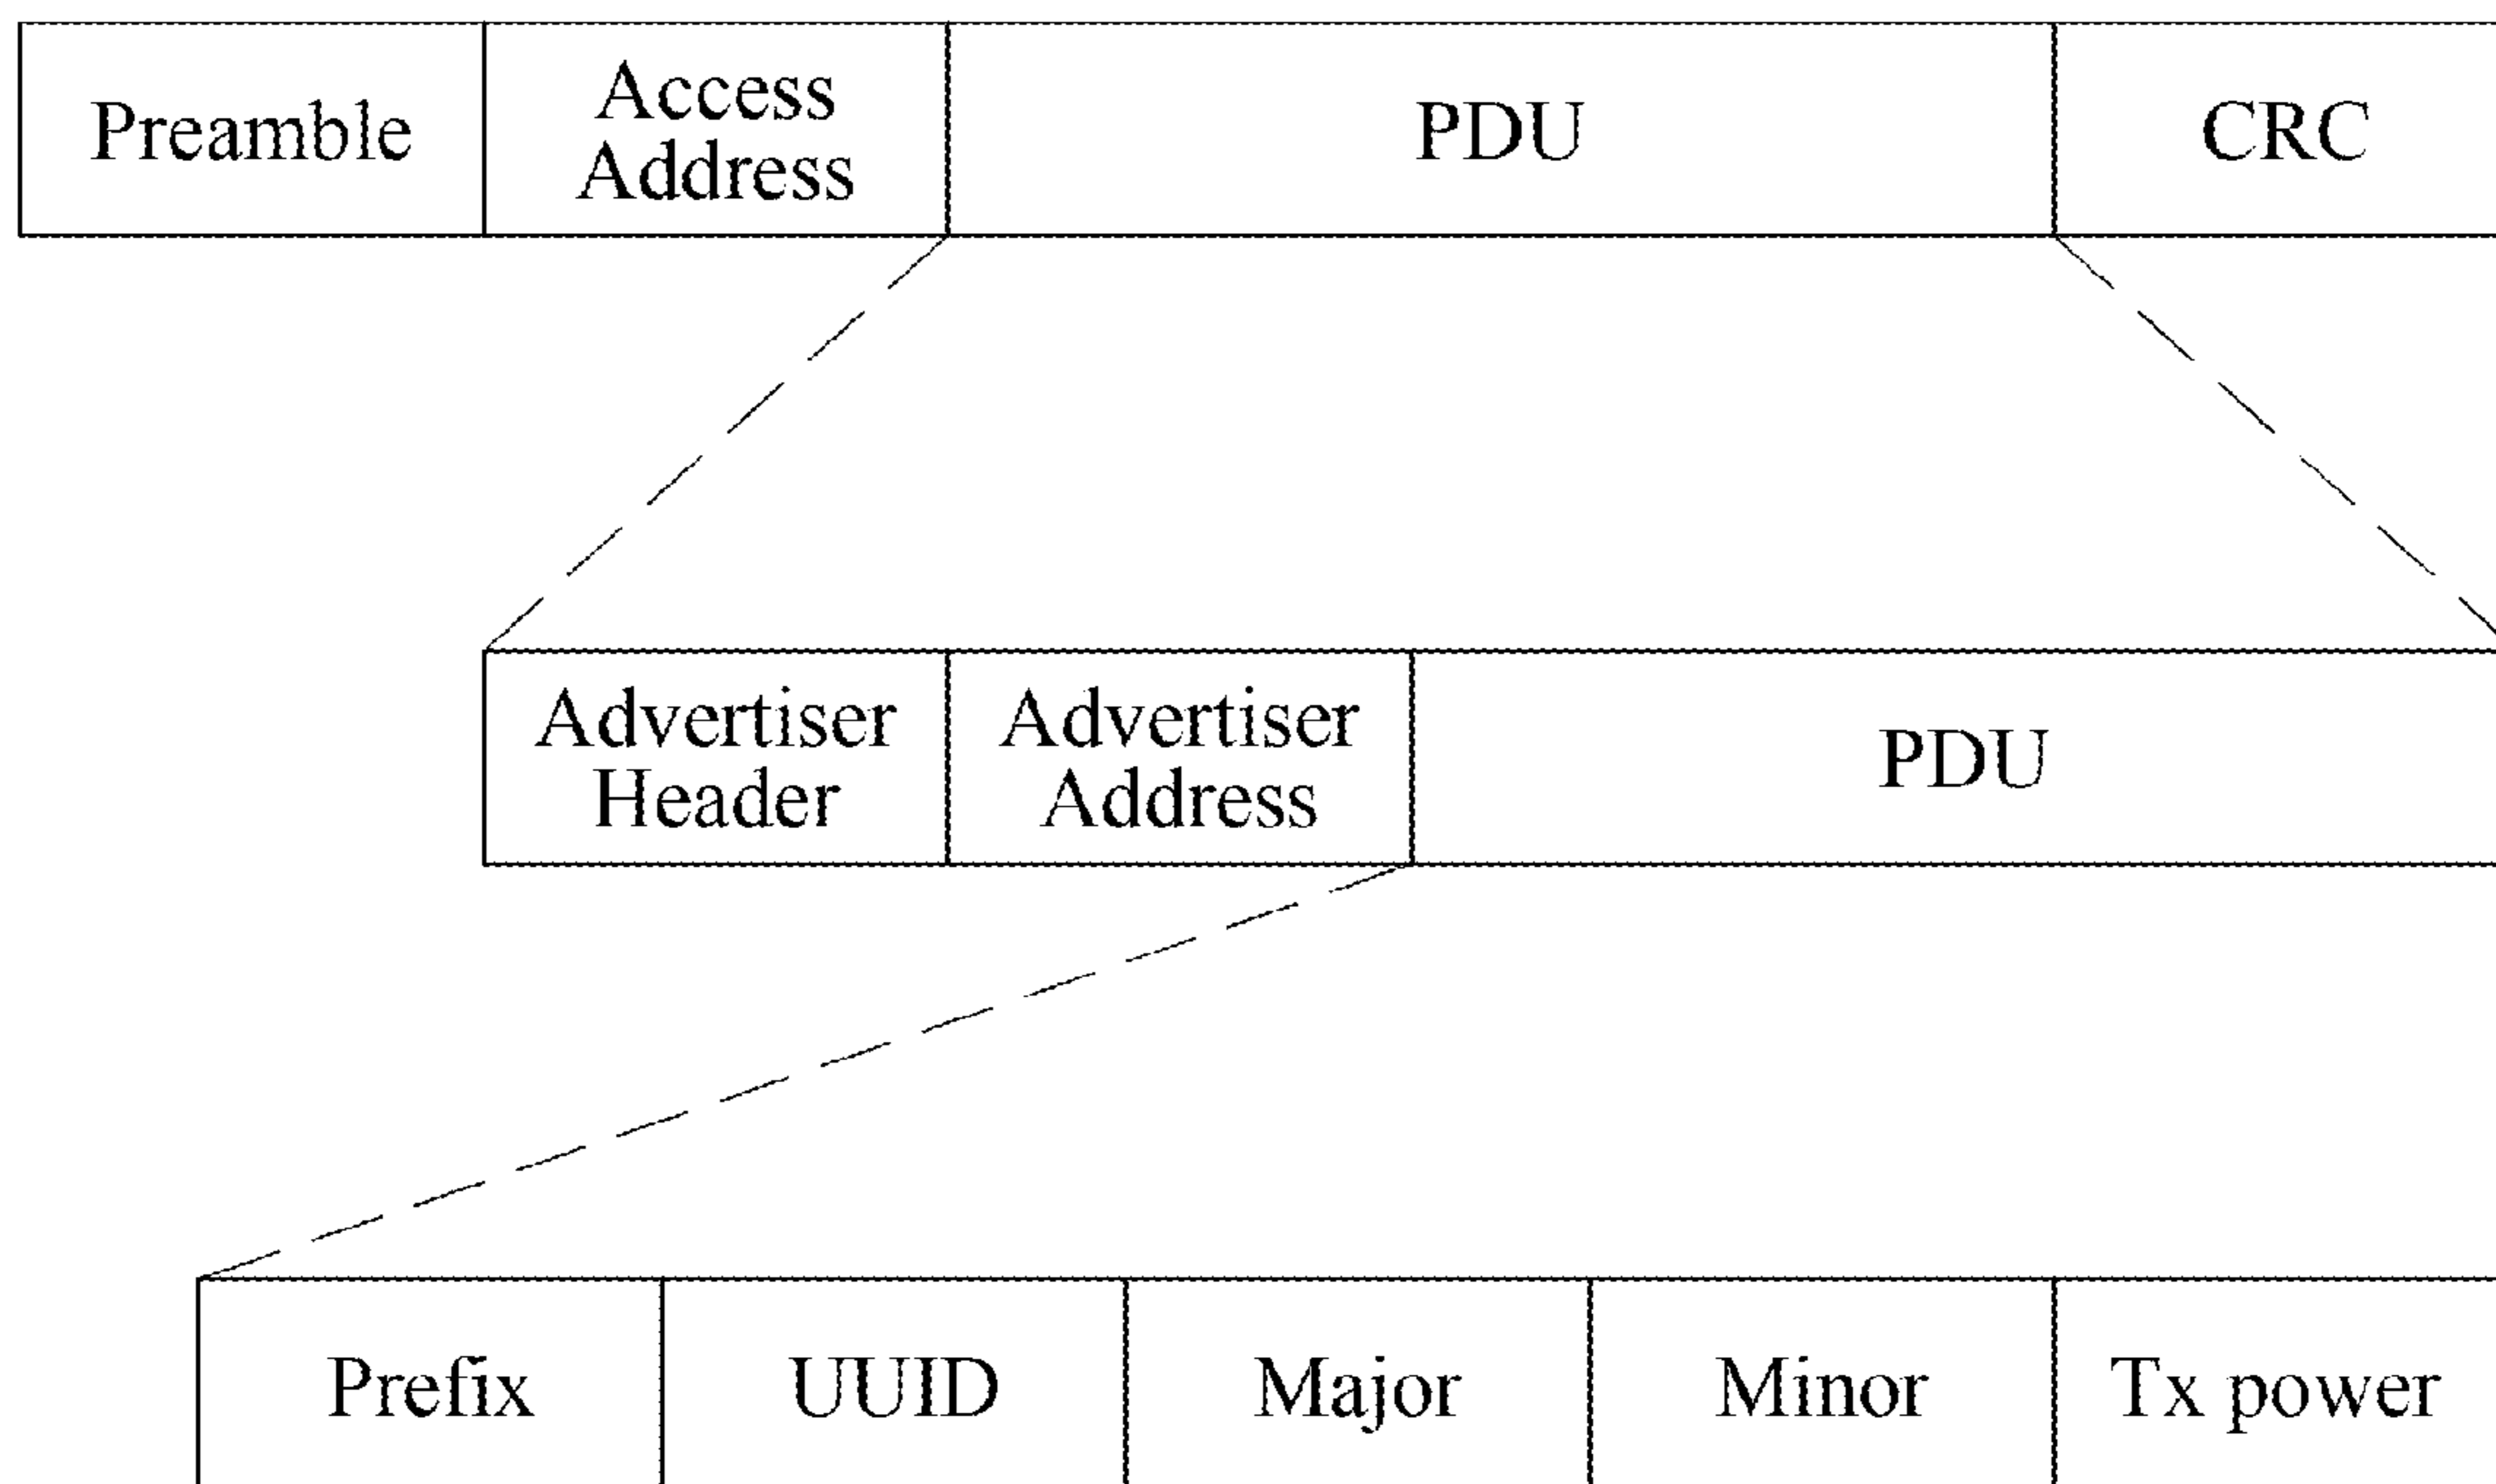 Preamble
Access
Address
PDU
CRC
Advertiser
Header
Advertiser
Address
PDU
Prefix
UUID
Major
Minor
Tx power